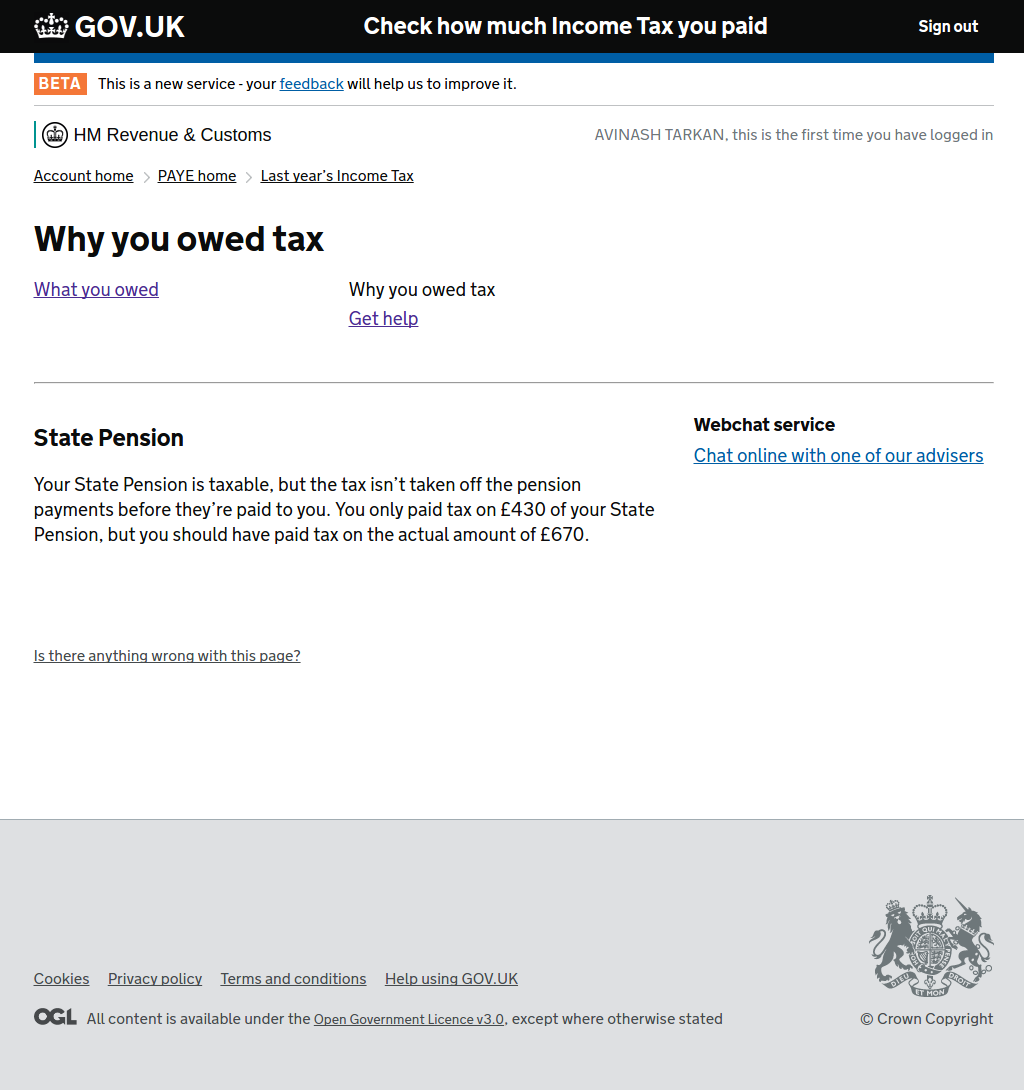 GOV.UK
Check how much Income Tax you paid
Sign out
BETA This is a new service - your feedback will help us to improve it.
HM Revenue & Customs
AVINASH TARKAN, this is the first time you have logged in
Account home
PAYE home
Last year’s Income Tax
Why you owed tax
What you owed
Why you owed tax
Get help
State Pension
Your State Pension is taxable, but the tax isn’t taken off the pension
payments before they’re paid to you. You only paid tax on £430 of your State
Pension, but you should have paid tax on the actual amount of £670.
Webchat service
Chat online with one of our advisers
Is there anything wrong with this page?
Cookies Privacy policy Terms and conditions Help using GOV.UK
OGL All content is available under the Open Government Licence v3.0, except where otherwise stated
© Crown Copyright